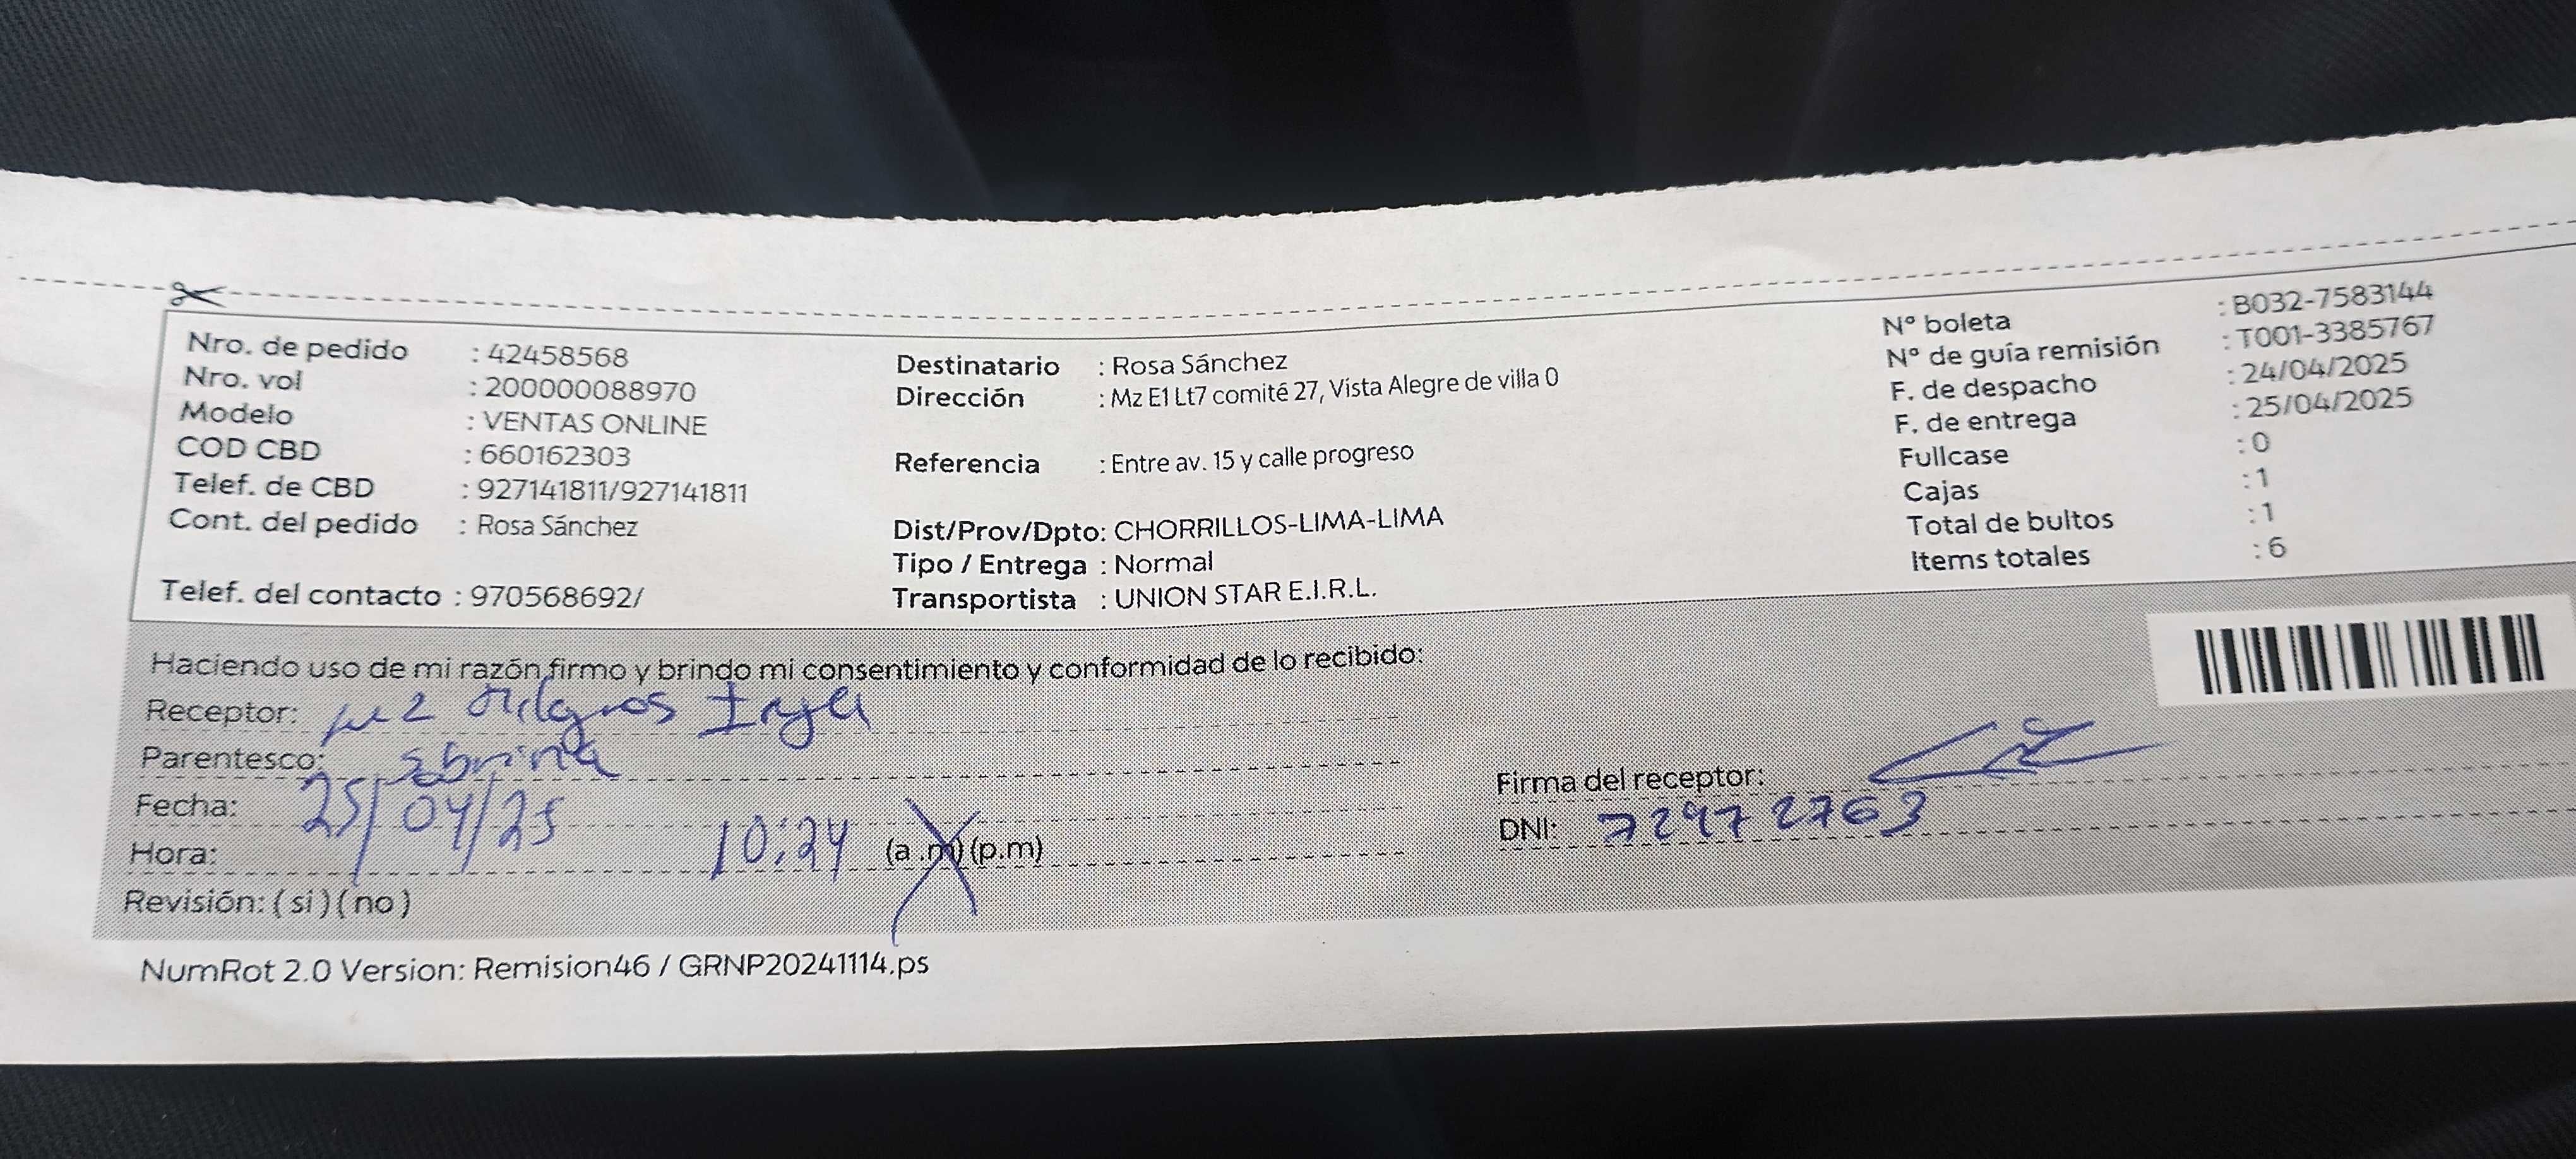 Nro. de pedido : 42458568
Nro. vol : 200000088970
Modelo : VENTAS ONLINE
COD CBD : 660162303
Telef. de CBD : 927141811/927141811
Cont. del pedido : Rosa Sánchez
Telef. del contacto : 970568692/
Destinatario : Rosa Sánchez
Dirección : Mz E1 Lt7 comité 27, Vista Alegre de villa 0
Referencia : Entre av. 15 y calle progreso
Dist/Prov/Dpto: CHORRILLOS-LIMA-LIMA
Tipo / Entrega : Normal
Transportista : UNION STAR E.I.R.L.
N° boleta : B032-7583144
N° de guía remisión : T001-3385767
F. de despacho : 24/04/2025
F. de entrega : 25/04/2025
Fullcase : 0
Cajas : 1
Total de bultos : 1
Items totales : 6
Haciendo uso de mi razón firmo y brindo mi consentimiento y conformidad de lo recibido:
Receptor: Milgros
Parentesco: sobrina
Fecha: 25/04/25
Hora: 10:24 (a .m) (p.m)
Revisión: ( si ) ( no )
Firma del receptor:
DNI: 72972763
NumRot 2.0 Version: Remision46 / GRNP20241114.ps